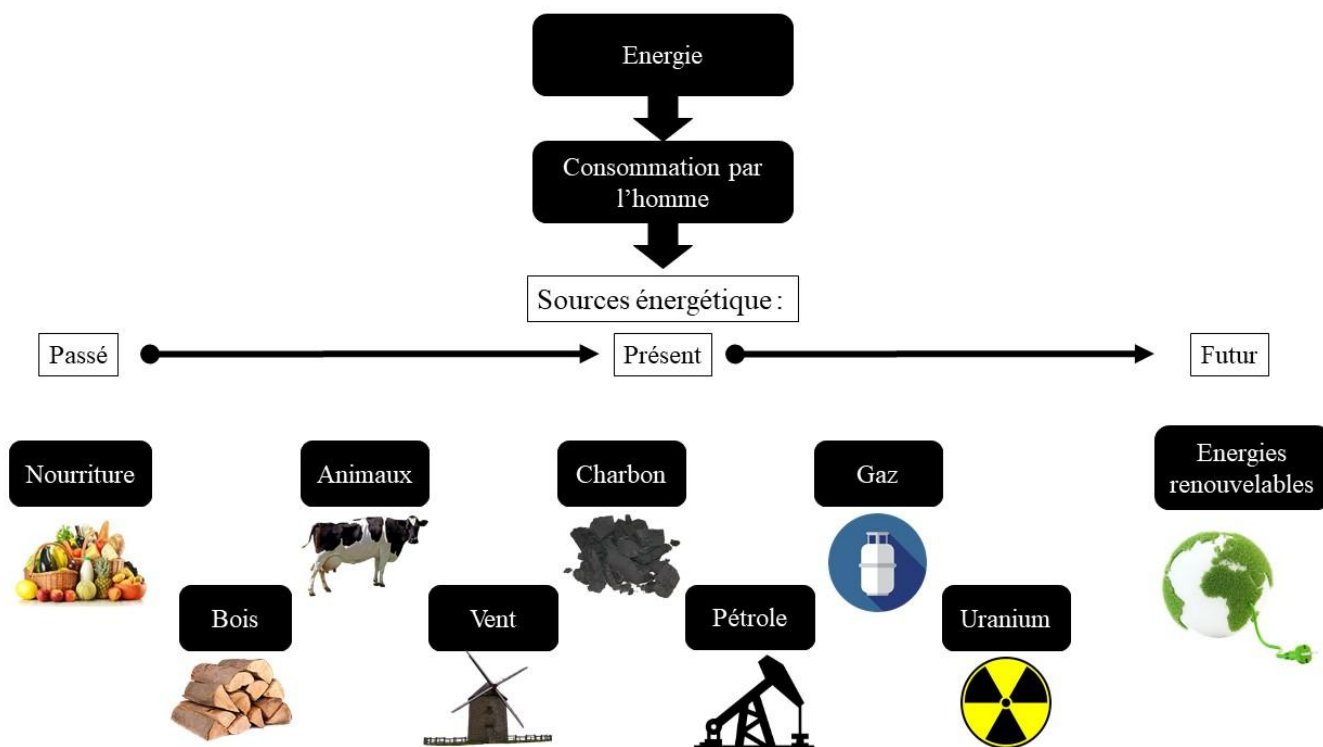 Energie
Consommation par
l’homme
Sources énergétique :
Passé
Présent
Futur
Nourriture
Animaux
Charbon
Gaz
Energies
renouvelables
Bois
Vent
Pétrole
Uranium